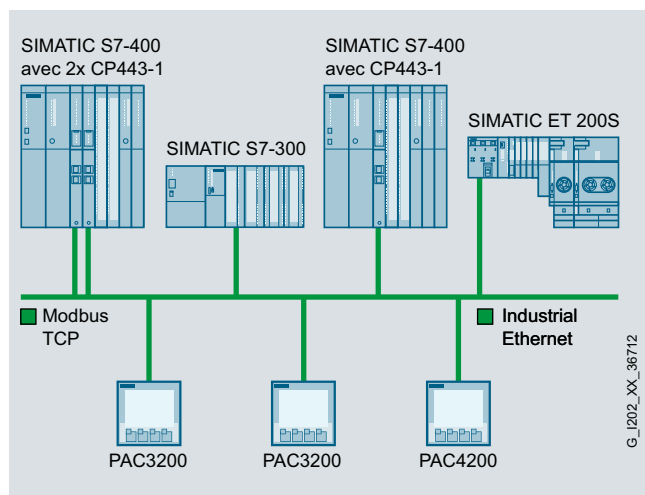 SIMATIC S7-400
avec 2x CP443-1
SIMATIC S7-400
avec CP443-1
SIMATIC ET 200S
SIMATIC S7-300
Modbus
TCP
Industrial
Ethernet
G_I202_XX_36712
PAC3200
PAC3200
PAC4200